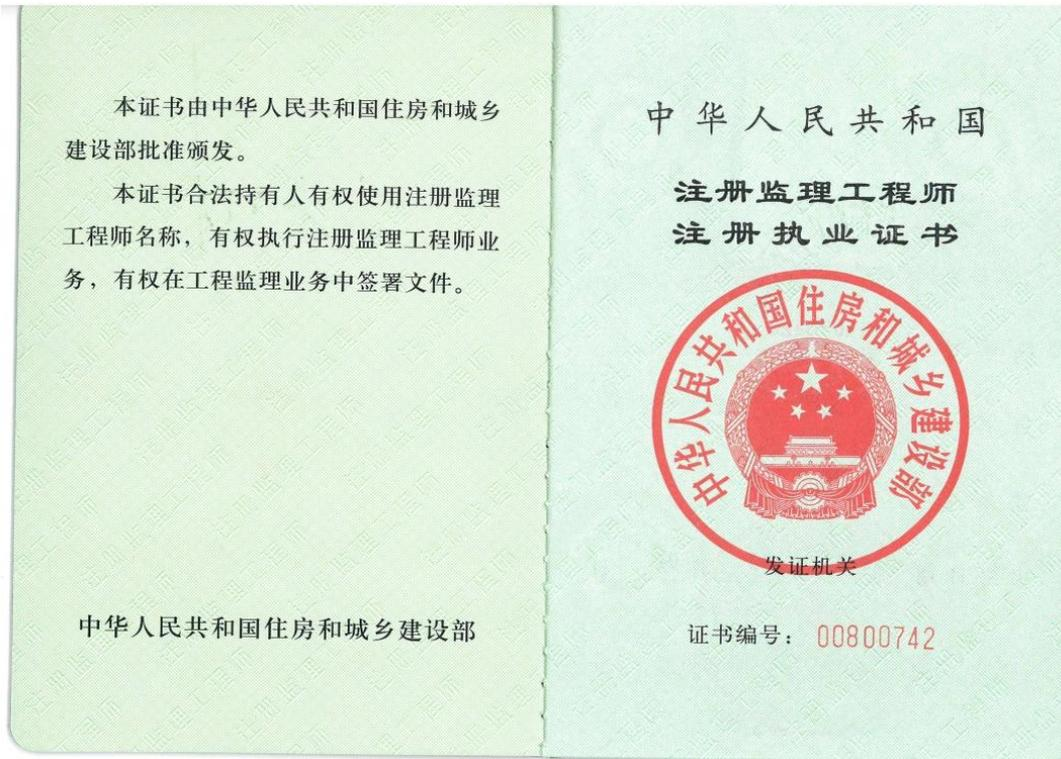 本证书由中华人民共和国住房和城乡
建设部批准颁发。
本证书合法持有人有权使用注册监理
工程师名称，有权执行注册监理工程师业
务，有权在工程监理业务中签署文件。
中华人民共和国住房和城乡建设部
中华人民共和国
注册监理工程师
注册执业证书
中华人民共和国住房和城乡建设部
发证机关
证书编号：00800742